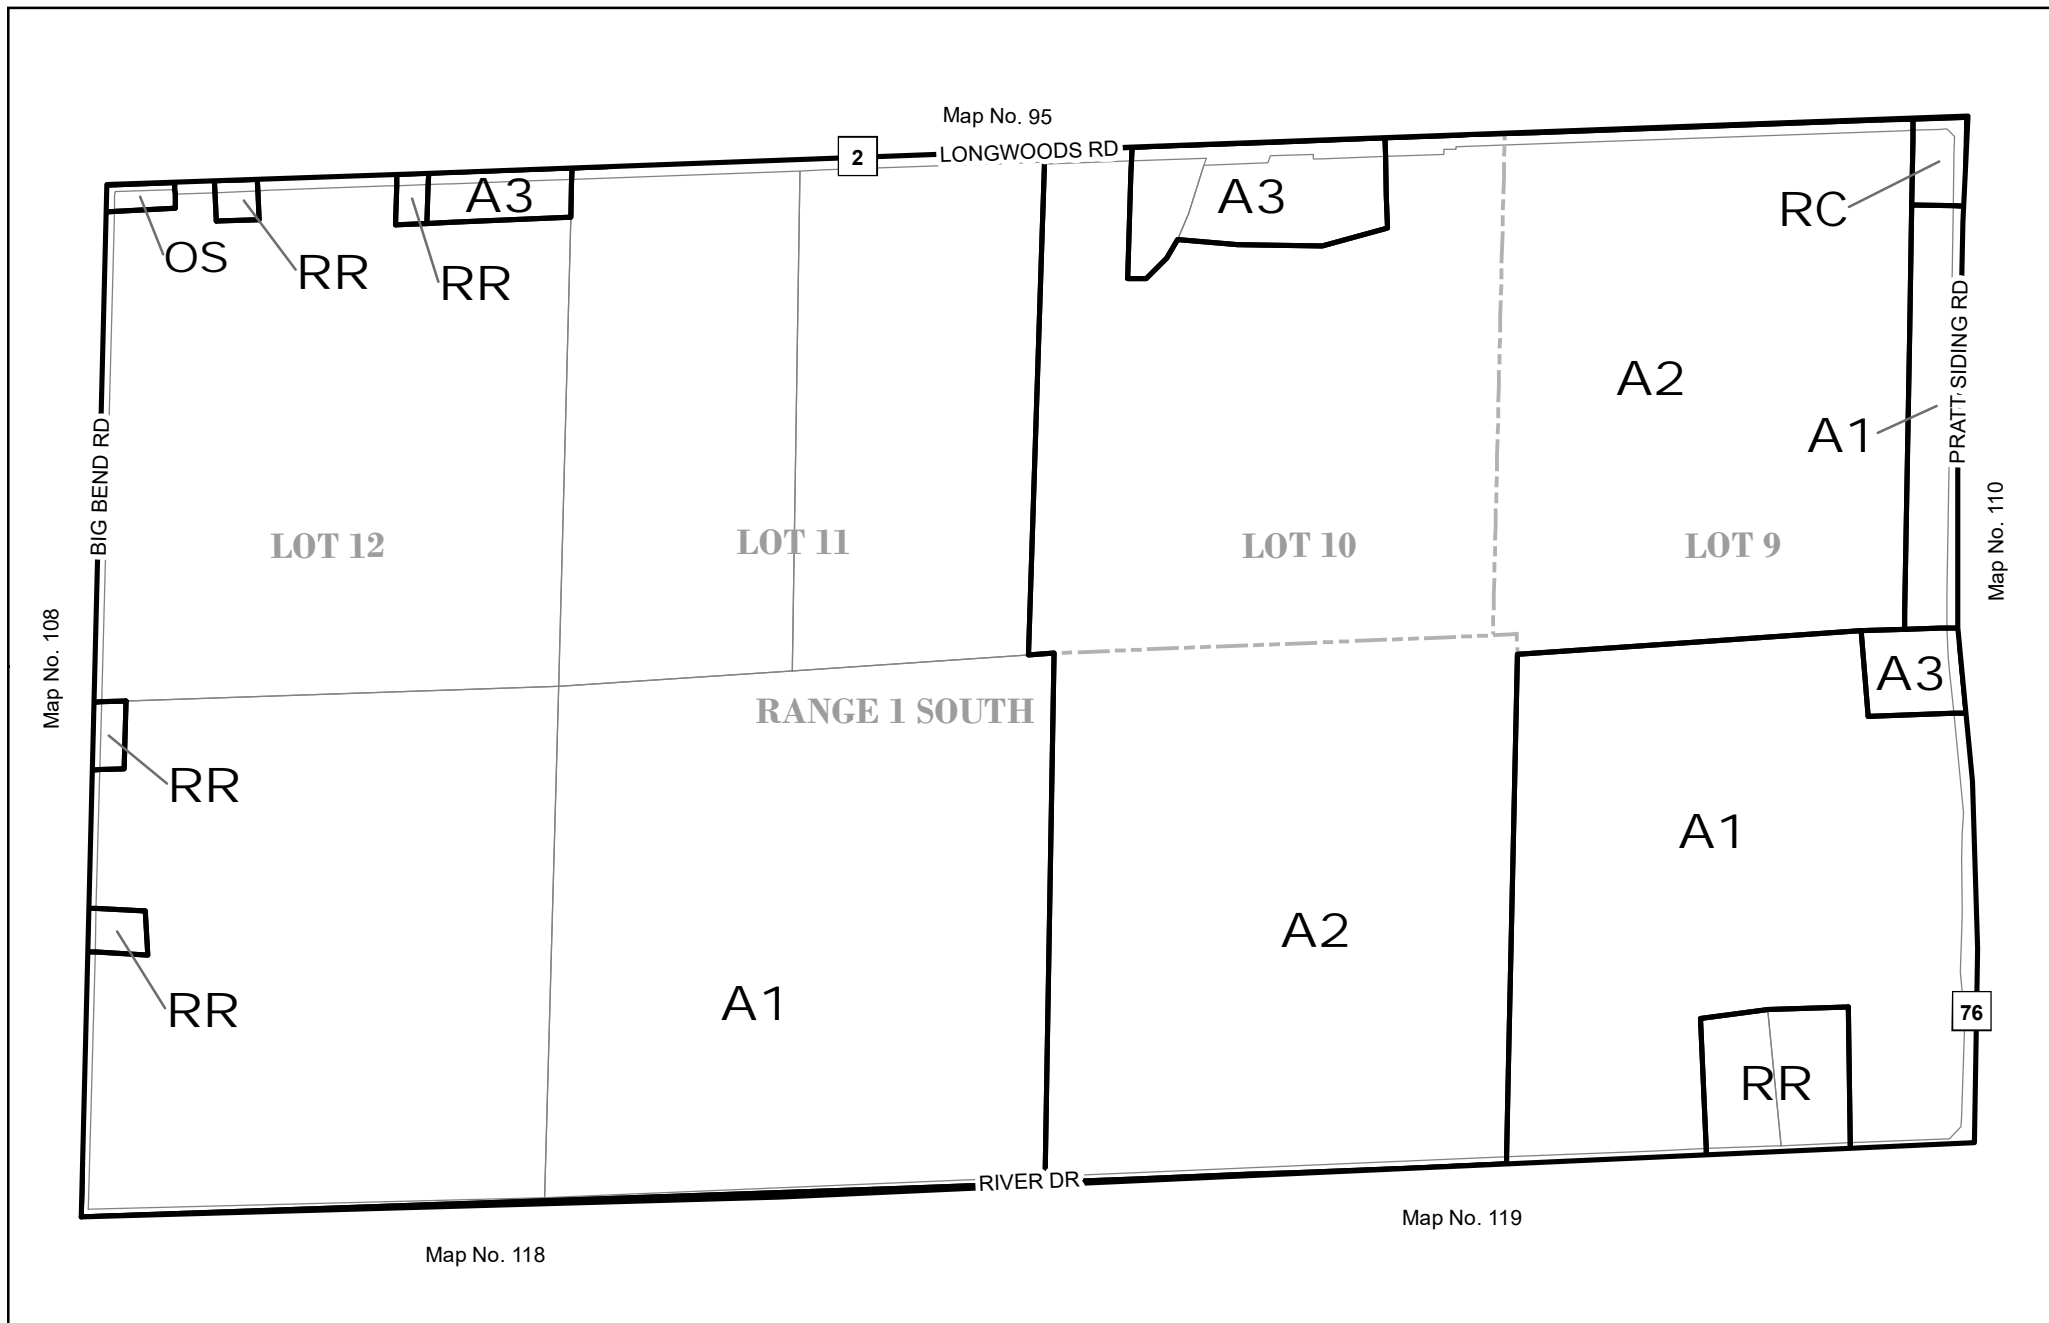 Map No. 95
2
LONGWOODS RD
A3
A3
RC
OS
RR
RR
A2
A1
PRATT SIDING RD
BIG BEND RD
Map No. 110
LOT 12
LOT 11
LOT 10
LOT 9
Map No. 108
A3
RANGE 1 SOUTH
RR
A1
A2
RR
A1
76
RR
RIVER DR
Map No. 119
Map No. 118